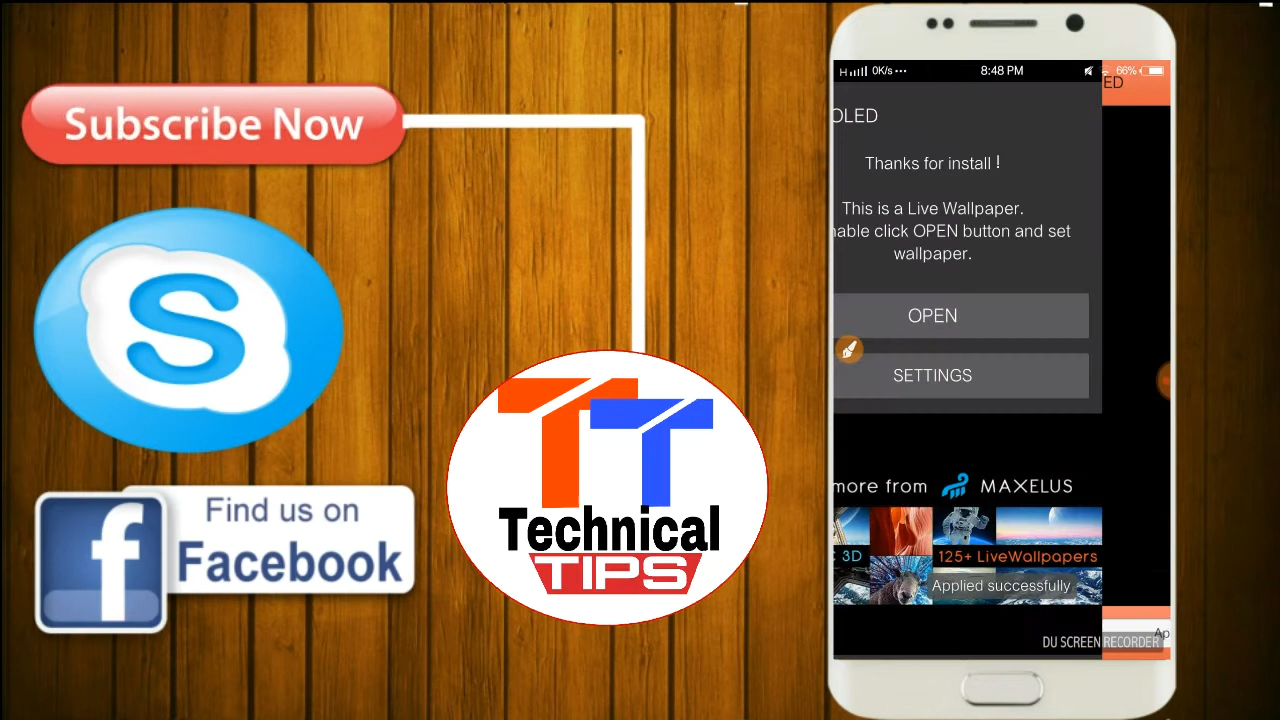 Subscribe Now
S
Find us on
Facebook
f
TT
Technical
TIPS
0K/s
8:48 PM
66%
ED
OLED
Thanks for install !
This is a Live Wallpaper.
nable click OPEN button and set
wallpaper.
OPEN
SETTINGS
more from MAXELUS
3D
125+ LiveWallpapers
Applied successfully
Ap
DU SCREEN RECORDER